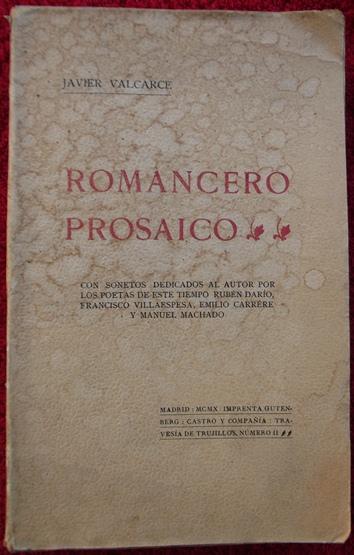 JAVIER VALCARCE
ROMANCERO
PROSAICO
CON SONETOS DEDICADOS AL AUTOR POR
LOS POETAS DE ESTE TIEMPO RUBÉN DARÍO,
FRANCISCO VILLAESPESA, EMILIO CARRÉRE
Y MANUEL MACHADO
MADRID : MCMX IMPRENTA GUTEN-
BERG : CASTRO Y COMPAÑÍA : TRA-
VESÍA DE TRUJILLOS, NÚMERO II